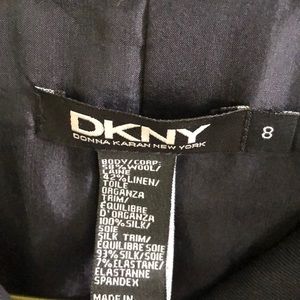 DKNY
DONNA KARAN NEW YORK
8
BODY/CORP:
58% WOOL/
LAINE
42% LINEN/
TOILE
ORGANZA
TRIM/
EQUILIBRE
D'ORGANZA
100% SILK/
SOIE
SILK TRIM/
EQUILIBRE SOIE
93% SILK/SOIE
7% ELASTANE/
ELASTANNE
SPANDEX
MADE IN